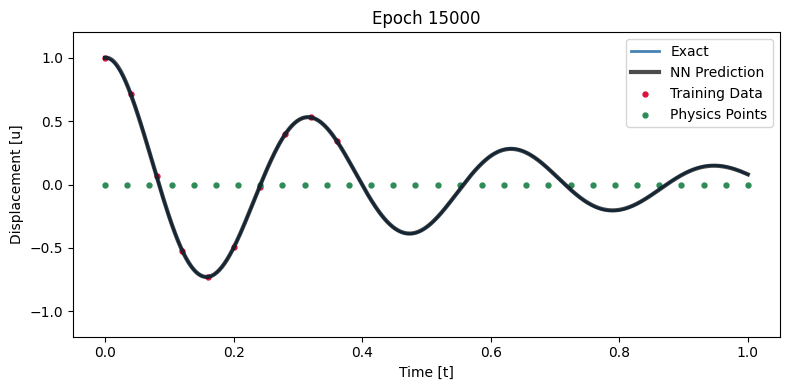 Epoch 15000
Exact
NN Prediction
Training Data
Physics Points
Displacement [u]
1.0
0.5
0.0
−0.5
−1.0
0.0 0.2 0.4 0.6 0.8 1.0
Time [t]